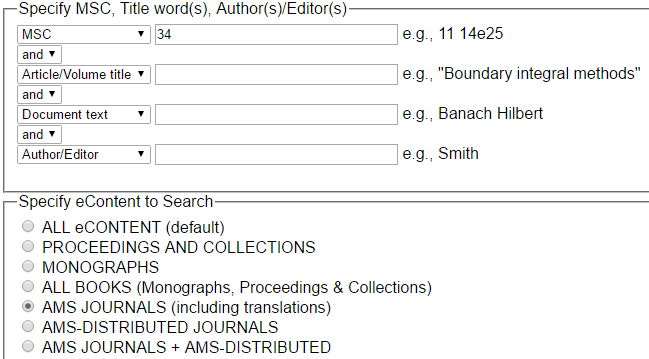 Specify MSC, Title word(s), Author(s)/Editor(s)
MSC 34 e.g., 11 14e25
and
Article/Volume title e.g., "Boundary integral methods"
and
Document text e.g., Banach Hilbert
and
Author/Editor e.g., Smith
Specify eContent to Search
ALL eCONTENT (default)
PROCEEDINGS AND COLLECTIONS
MONOGRAPHS
ALL BOOKS (Monographs, Proceedings & Collections)
AMS JOURNALS (including translations)
AMS-DISTRIBUTED JOURNALS
AMS JOURNALS + AMS-DISTRIBUTED